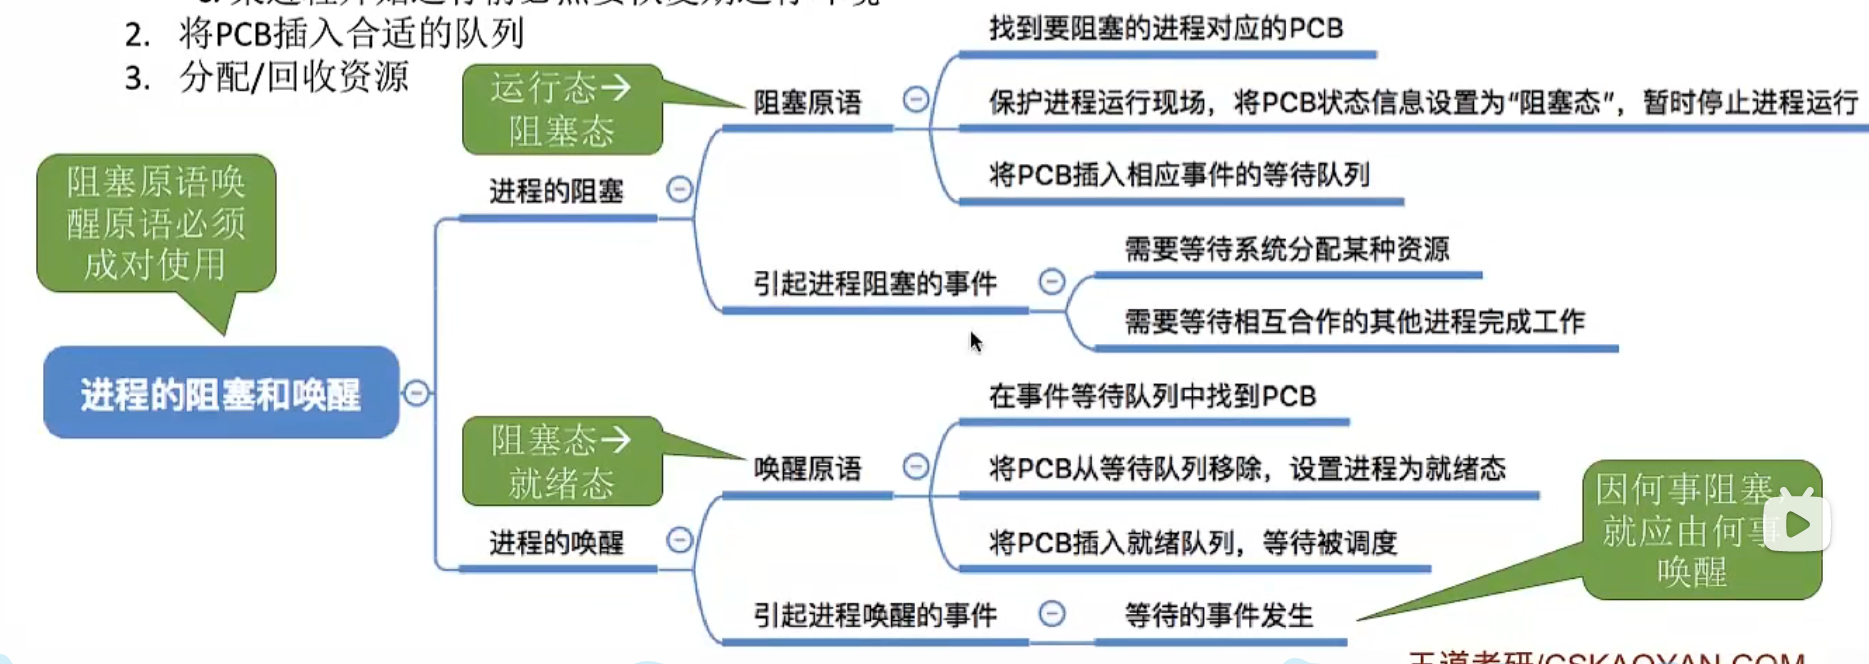 2. 将PCB插入合适的队列
3. 分配/回收资源
阻塞原语唤
醒原语必须
成对使用
进程的阻塞和唤醒
进程的阻塞
运行态→
阻塞态
阻塞原语
找到要阻塞的进程对应的PCB
保护进程运行现场，将PCB状态信息设置为“阻塞态”，暂时停止进程运行
将PCB插入相应事件的等待队列
引起进程阻塞的事件
需要等待系统分配某种资源
需要等待相互合作的其他进程完成工作
进程的唤醒
阻塞态→
就绪态
唤醒原语
在事件等待队列中找到PCB
将PCB从等待队列移除，设置进程为就绪态
将PCB插入就绪队列，等待被调度
引起进程唤醒的事件
等待的事件发生
因何事阻塞
就应由何事
唤醒
王道考研/CSKAOYAN.COM